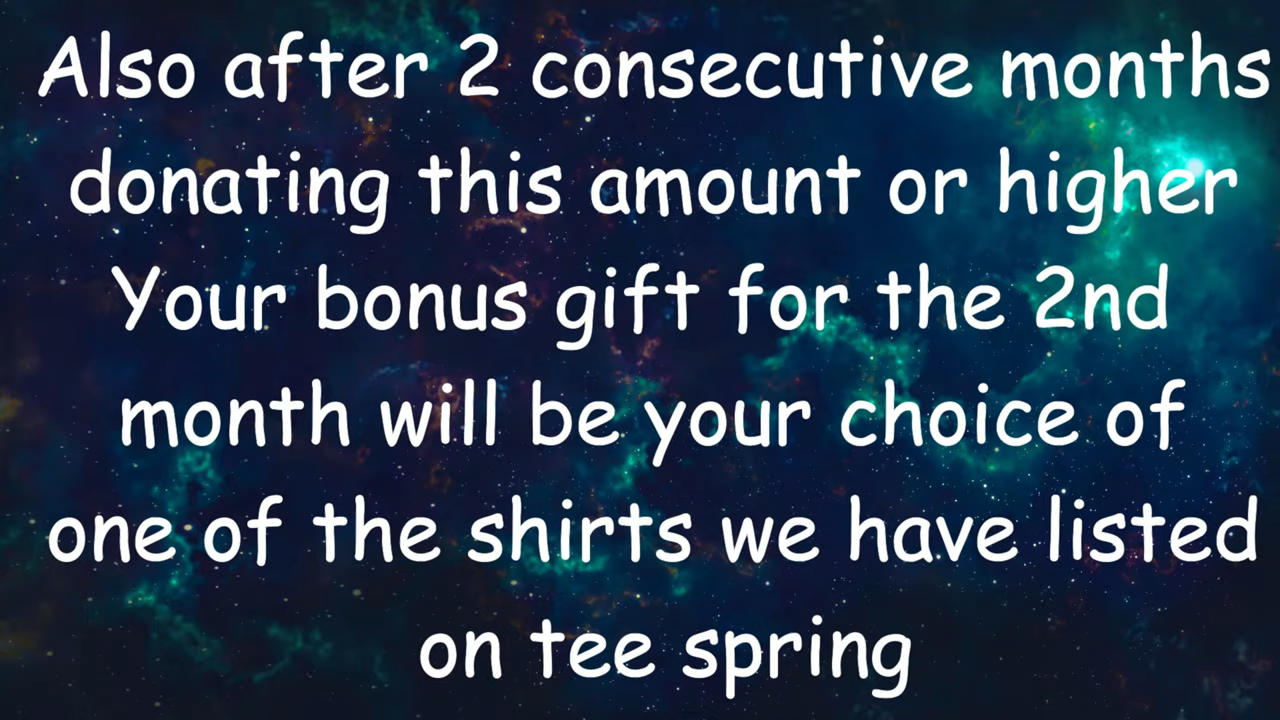 Also after 2 consecutive months
donating this amount or higher
Your bonus gift for the 2nd
month will be your choice of
one of the shirts we have listed
on tee spring